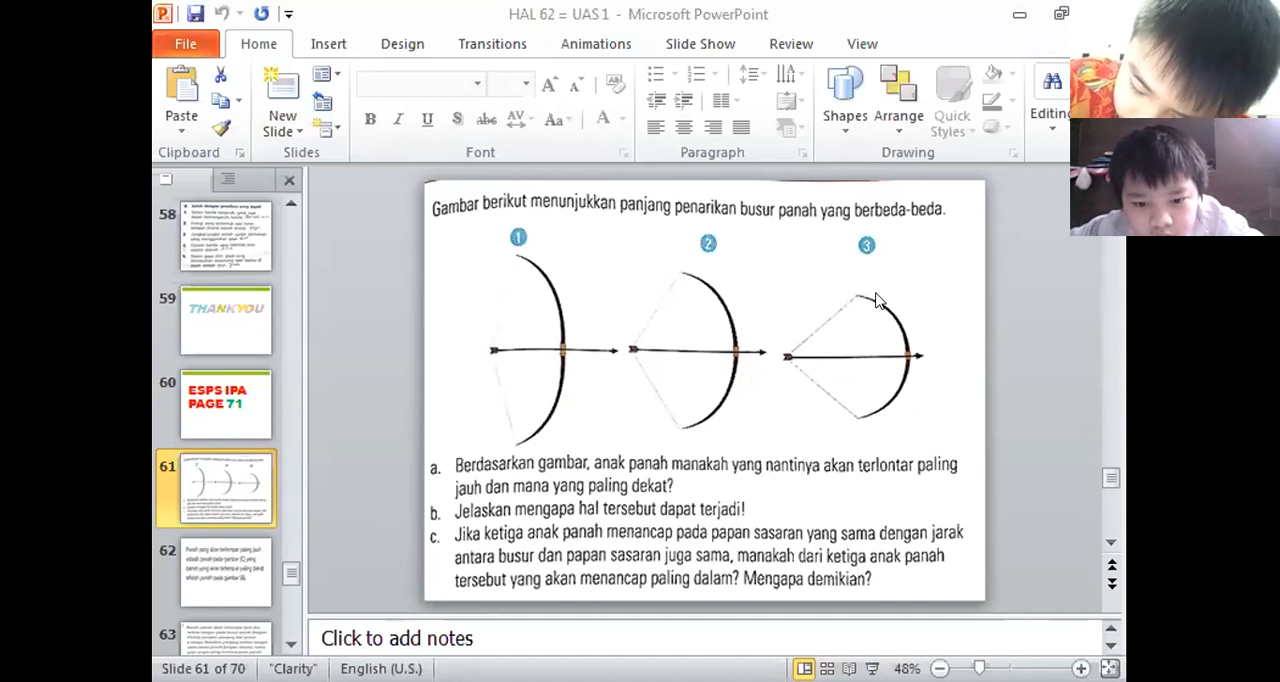 HAL 62 = UAS 1 - Microsoft PowerPoint
File Home Insert Design Transitions Animations Slide Show Review View
Paste
New Slide
B I U S abc AV Aa A
Shapes Arrange Quick Styles
Editing
Clipboard Slides Font Paragraph Drawing
58
59
THANKYOU
60
ESPS IPA
PAGE 71
61
62
63
Gambar berikut menunjukkan panjang penarikan busur panah yang berbeda-beda.
1 2 3
a. Berdasarkan gambar, anak panah manakah yang nantinya akan terlontar paling
jauh dan mana yang paling dekat?
b. Jelaskan mengapa hal tersebut dapat terjadi!
c. Jika ketiga anak panah menancap pada papan sasaran yang sama dengan jarak
antara busur dan papan sasaran juga sama, manakah dari ketiga anak panah
tersebut yang akan menancap paling dalam? Mengapa demikian?
Click to add notes
Slide 61 of 70 "Clarity" English (U.S.) 48%